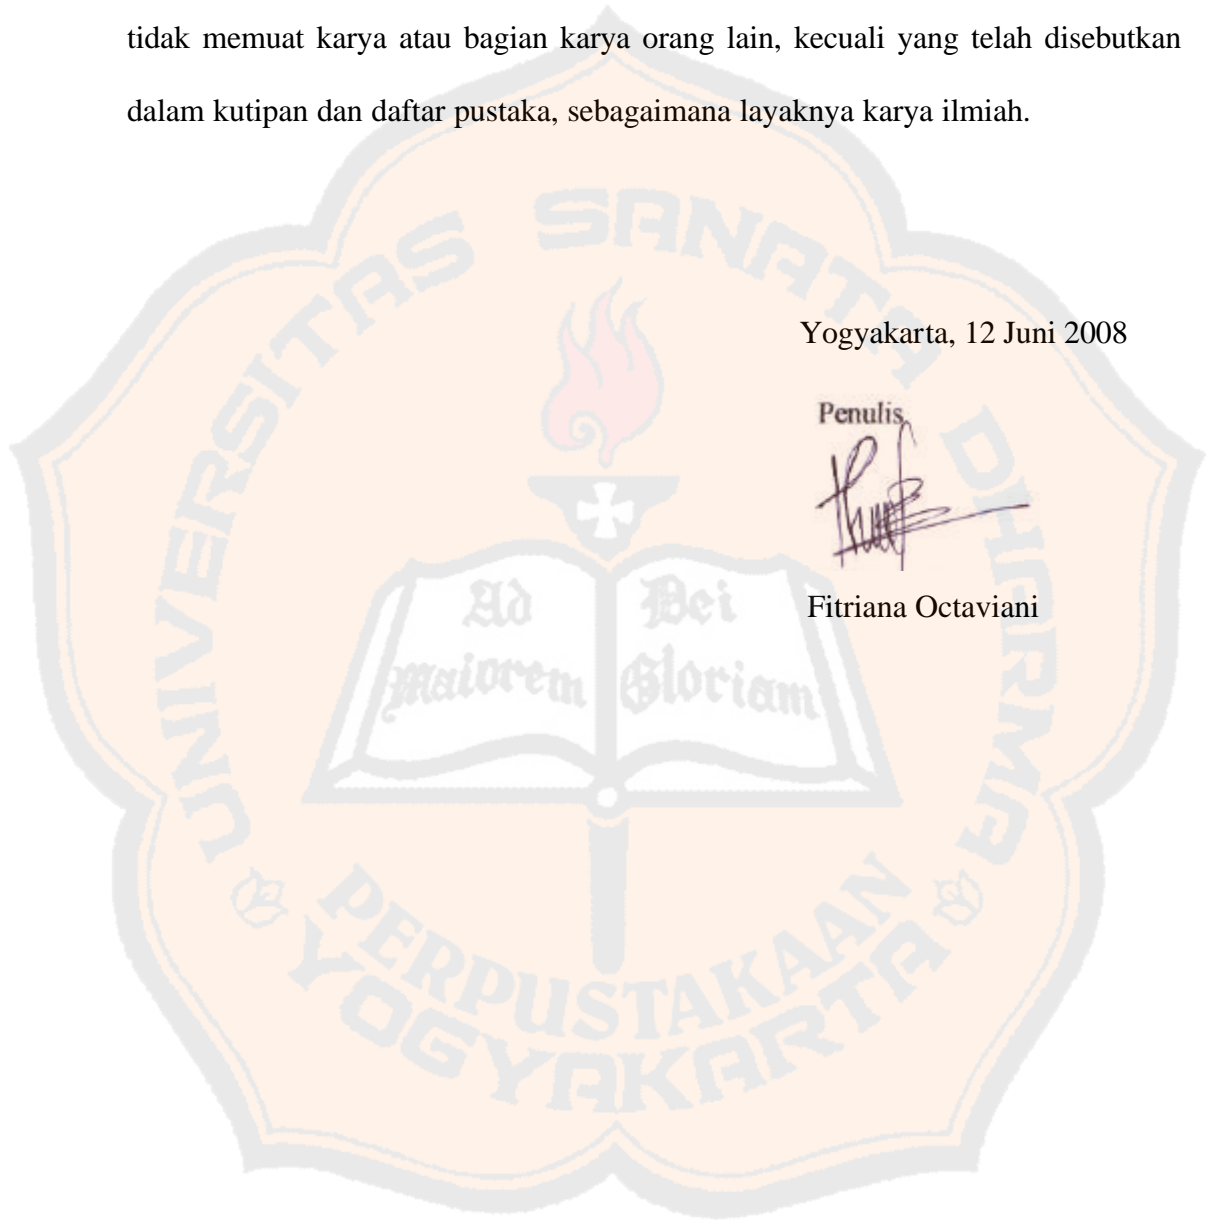 tidak memuat karya atau bagian karya orang lain, kecuali yang telah disebutkan
dalam kutipan dan daftar pustaka, sebagaimana layaknya karya ilmiah.
UNIVERSITAS SANATA DHARMA
Yogyakarta, 12 Juni 2008
Penulis,
Fitriana Octaviani
Ad
Maiorem
Dei
Gloriam
PERPUSTAKAAN
YOGYAKARTA